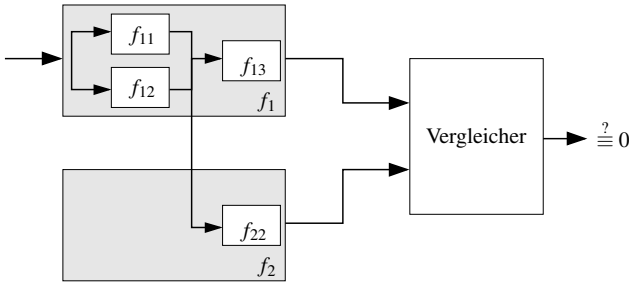 f₁₁
f₁₂
f₁₃
f₁
Vergleicher
≟ 0
f₂₂
f₂